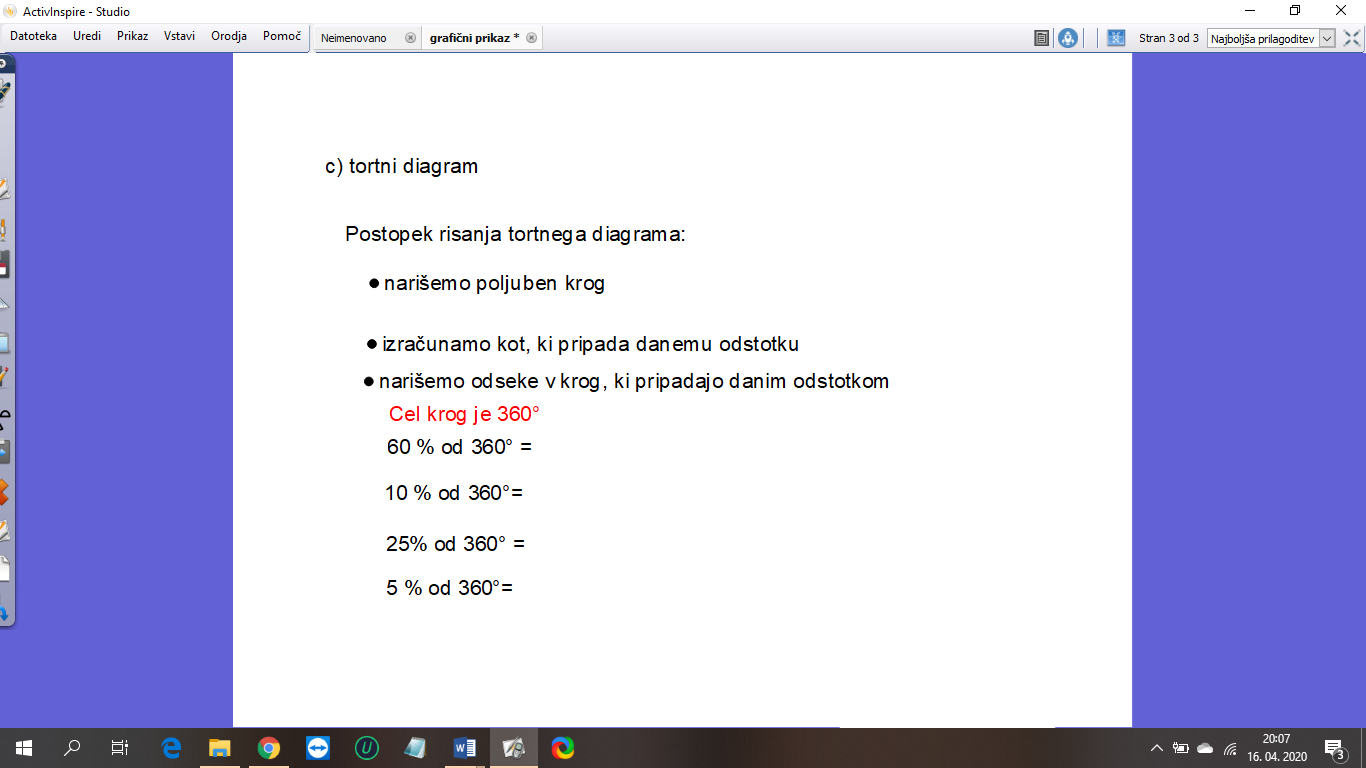 ActivInspire - Studio
Datoteka Uredi Prikaz Vstavi Orodja Pomoč
Neimenovano
grafični prikaz *
Stran 3 od 3
Najboljša prilagoditev
c) tortni diagram
Postopek risanja tortnega diagrama:
● narišemo poljuben krog
● izračunamo kot, ki pripada danemu odstotku
● narišemo odseke v krog, ki pripadajo danim odstotkom
Cel krog je 360°
60 % od 360° =
10 % od 360°=
25% od 360° =
5 % od 360°=
20:07
16. 04. 2020
3